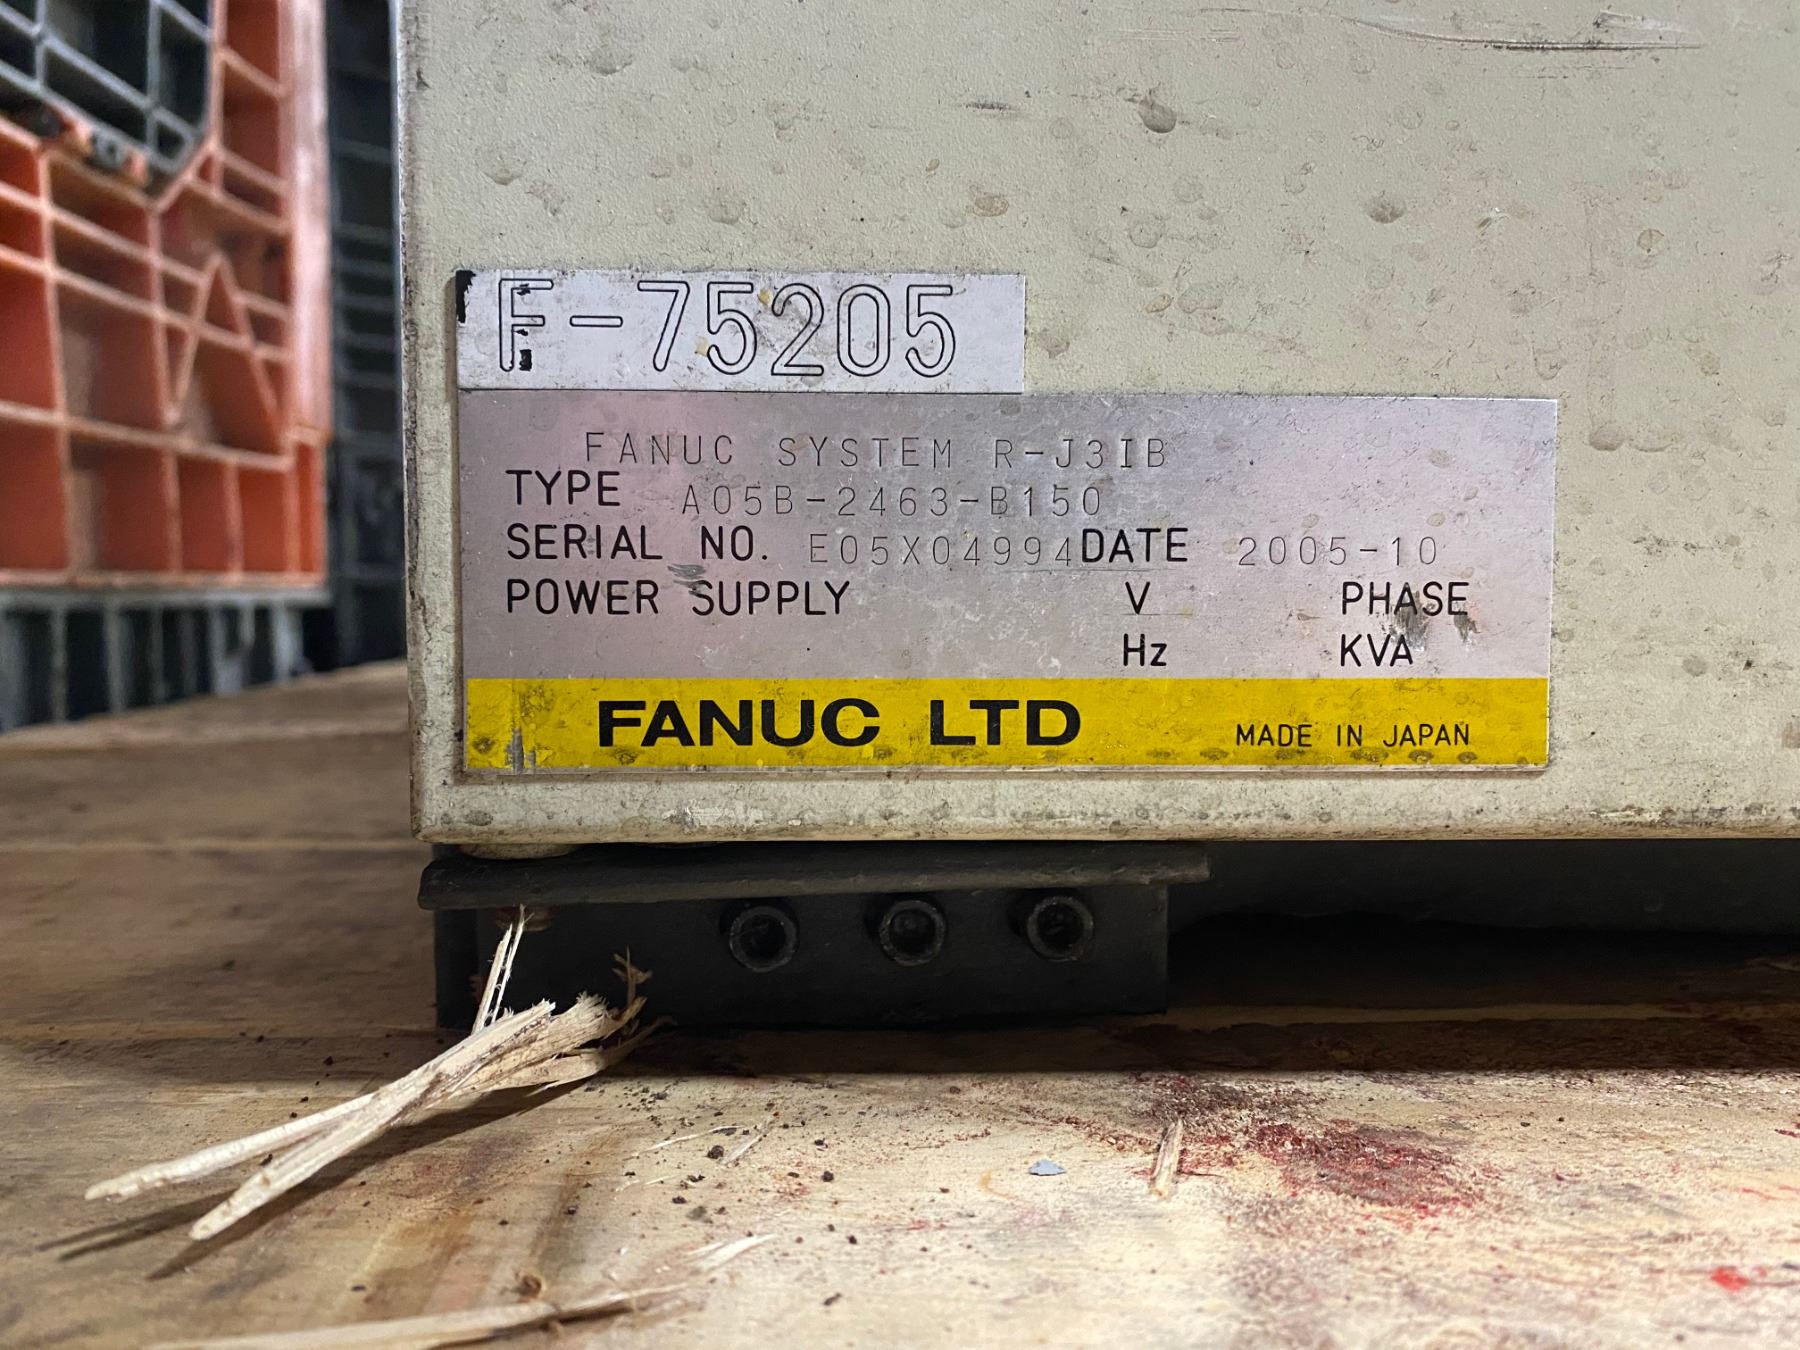 F-75205
FANUC SYSTEM R-J3IB
TYPE A05B-2463-B150
SERIAL NO. E05X04994 DATE 2005-10
POWER SUPPLY V PHASE
Hz KVA
FANUC LTD MADE IN JAPAN